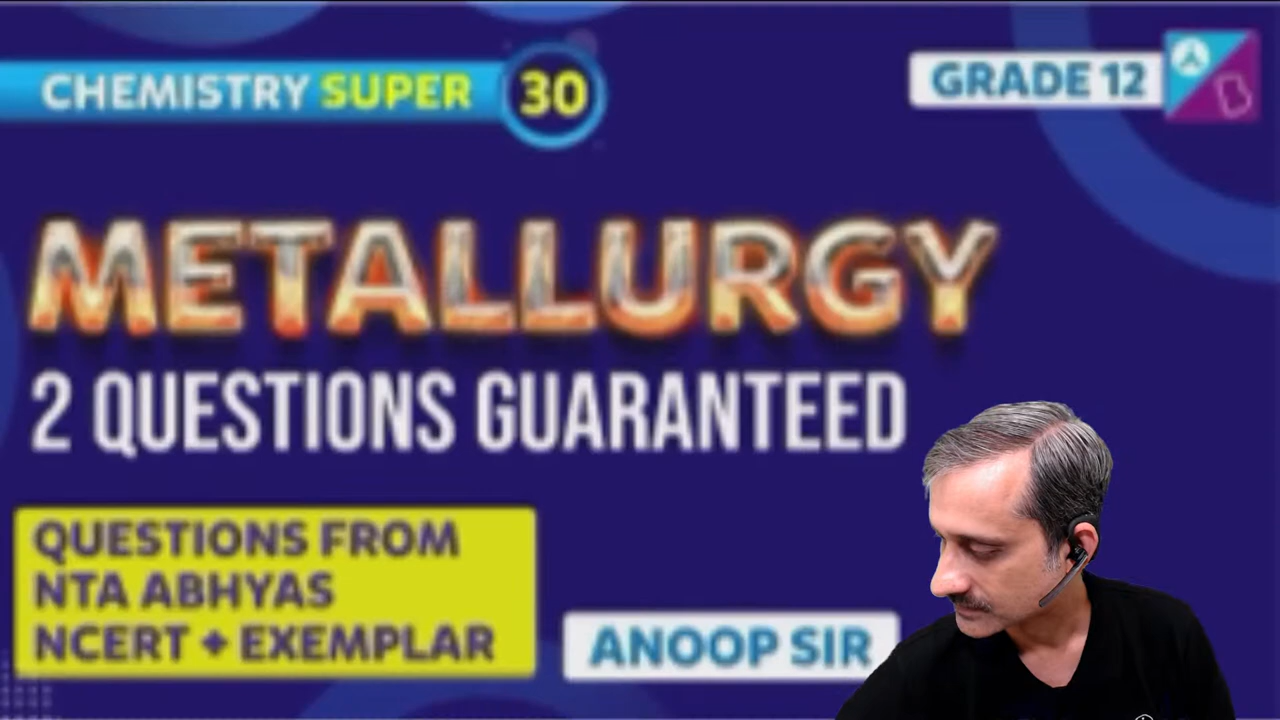 CHEMISTRY SUPER 30
GRADE 12
METALLURGY
2 QUESTIONS GUARANTEED
QUESTIONS FROM
NTA ABHYAS
NCERT + EXEMPLAR
ANOOP SIR